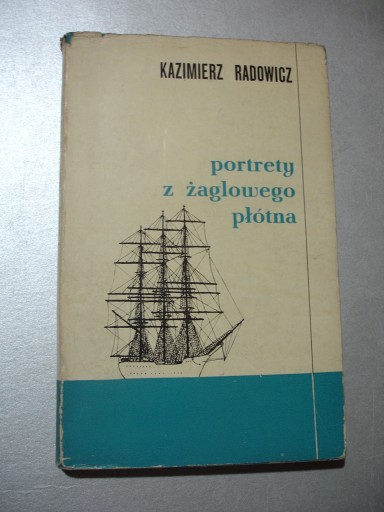 KAZIMIERZ RADOWICZ
portrety
z żaglowego
płótna